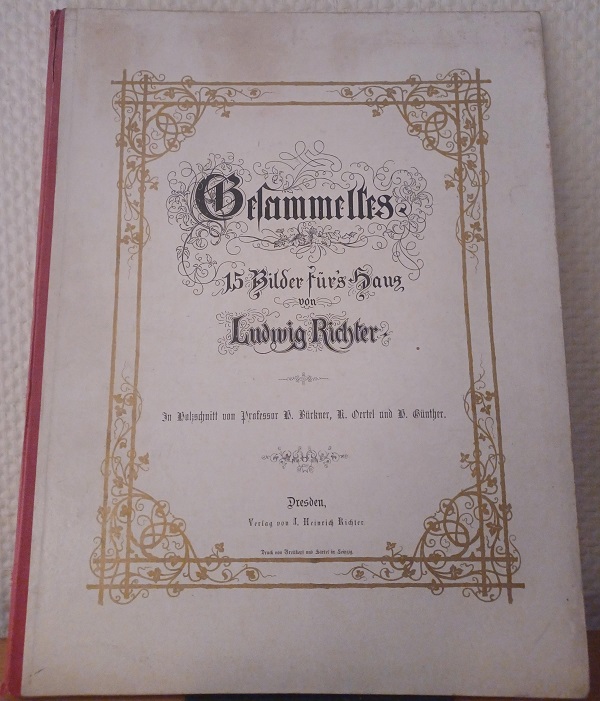 Gesammeltes.
15 Bilder für's Haus
von
Ludwig Richter.
In Holzschnitt von Professor H. Bürkner, K. Oertel und H. Günther.
Dresden,
Verlag von J. Heinrich Richter
Druck von Breitkopf und Härtel in Leipzig